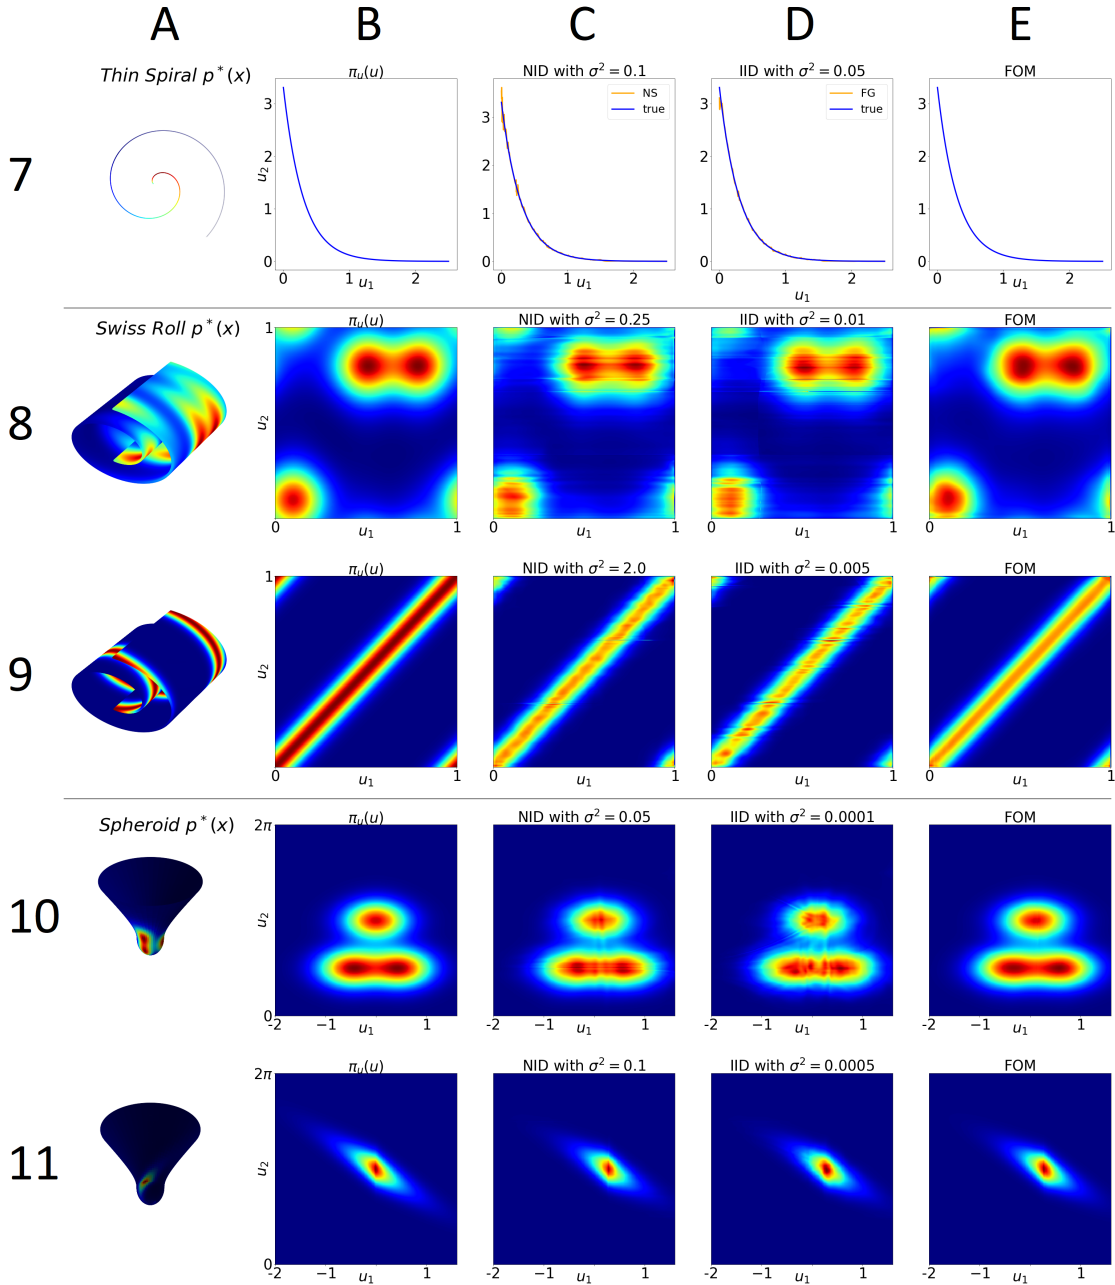 A B C D E
Thin Spiral p*(x) π_u(u) NID with σ² = 0.1 IID with σ² = 0.05 FOM
7
3 2 1 0 u₂
NS
true
FG
true
3 2 1 0
3 2 1 0
3 2 1 0
0 1 2 u₁
0 1 2 u₁
0 1 2 u₁
0 1 2 u₁
Swiss Roll p*(x) π_u(u) NID with σ² = 0.25 IID with σ² = 0.01 FOM
8
1 u₂
0 u₁ 1 0 u₁ 1 0 u₁ 1 0 u₁ 1
π_u(u) NID with σ² = 2.0 IID with σ² = 0.005 FOM
9
1 u₂
0 u₁ 1 0 u₁ 1 0 u₁ 1 0 u₁ 1
Spheroid p*(x) π_u(u) NID with σ² = 0.05 IID with σ² = 0.0001 FOM
10
2π u₂ 0
-2 −1 u₁ 1 -2 −1 u₁ 1 -2 −1 u₁ 1 -2 −1 u₁ 1
π_u(u) NID with σ² = 0.1 IID with σ² = 0.0005 FOM
11
2π u₂ 0
-2 −1 u₁ 1 -2 −1 u₁ 1 -2 −1 u₁ 1 -2 −1 u₁ 1